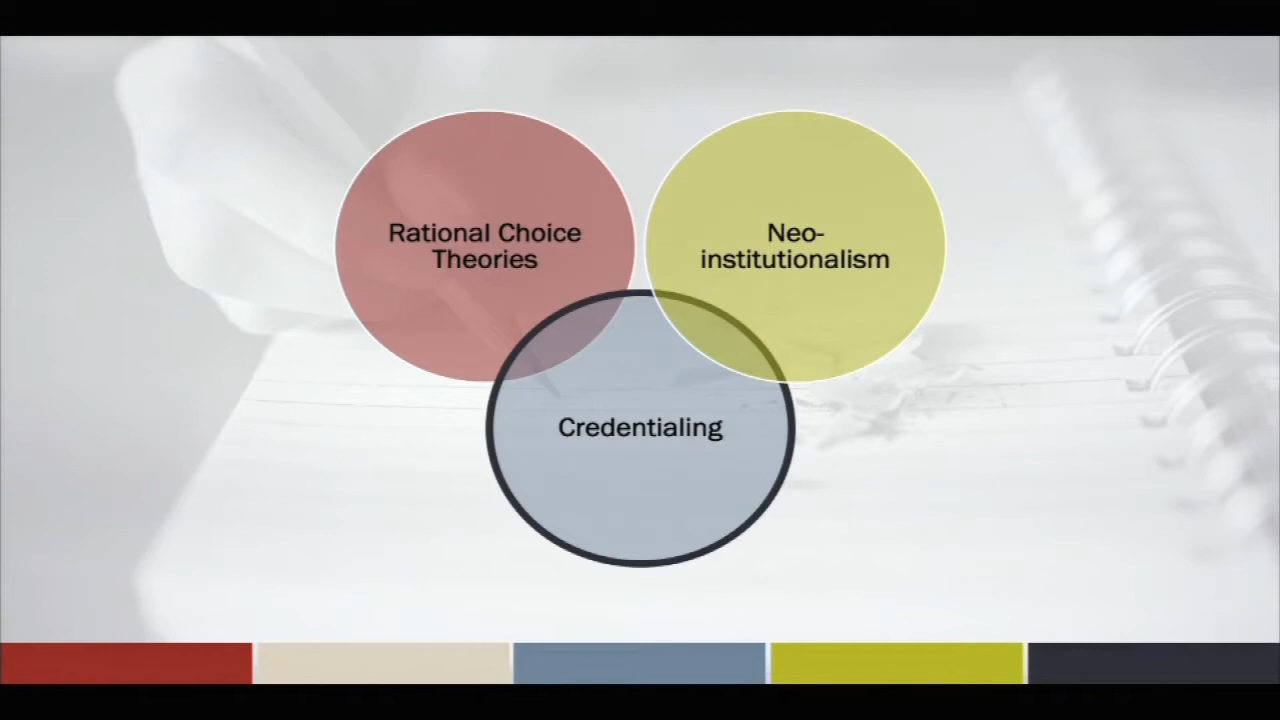 Rational Choice
Theories
Neo-
institutionalism
Credentialing